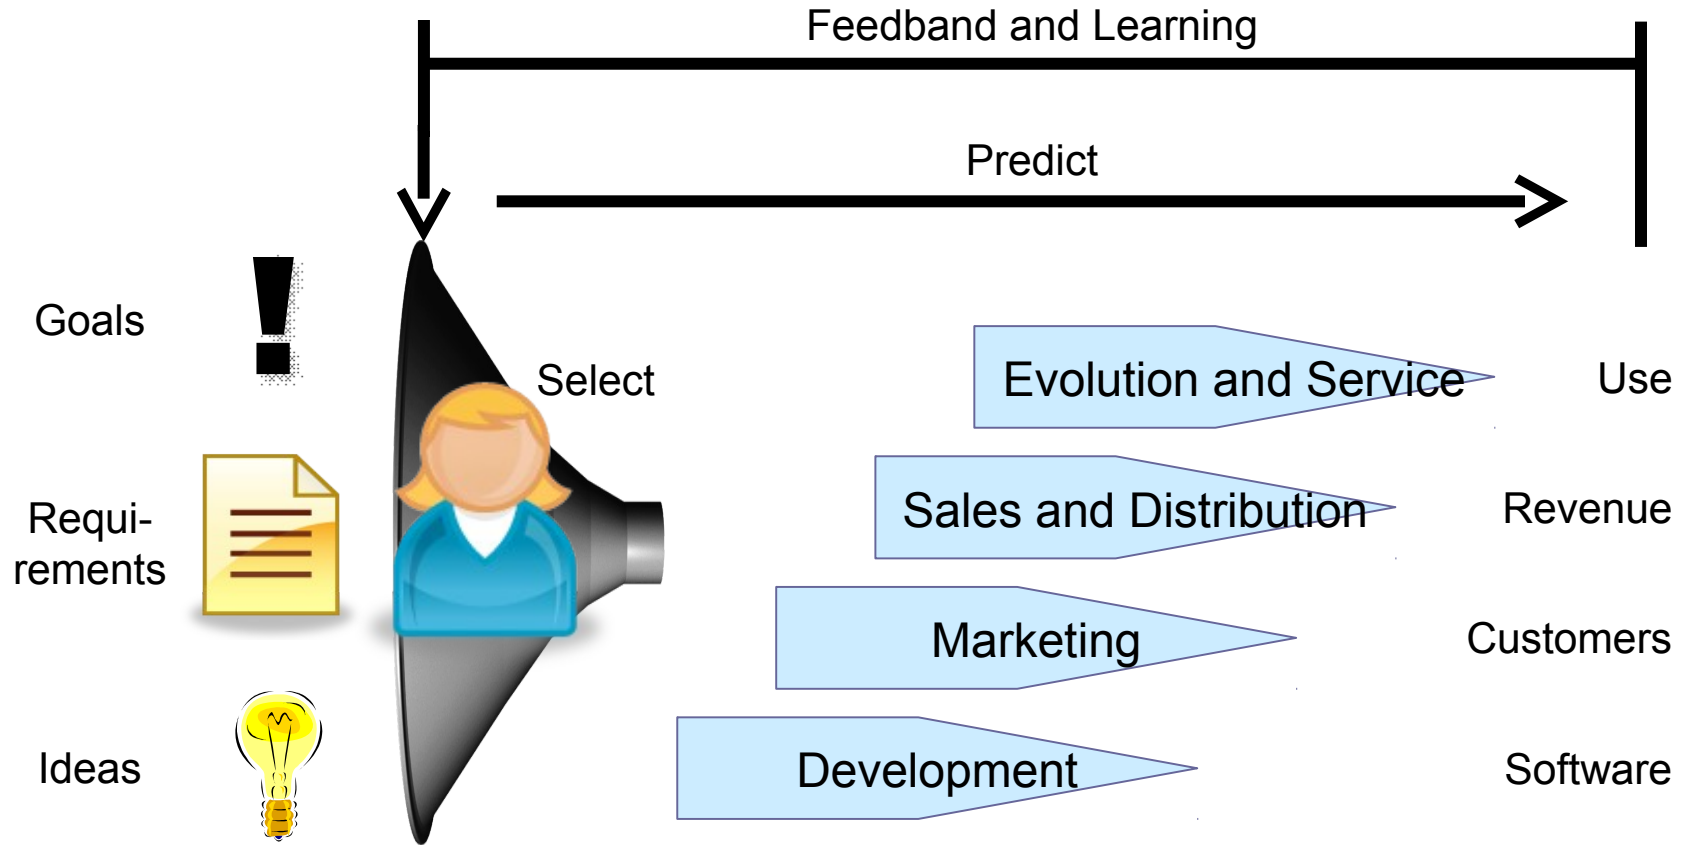 Feedband and Learning
Predict
Goals
Select
Evolution and Service
Use
Requi-
rements
Sales and Distribution
Revenue
Marketing
Customers
Ideas
Development
Software